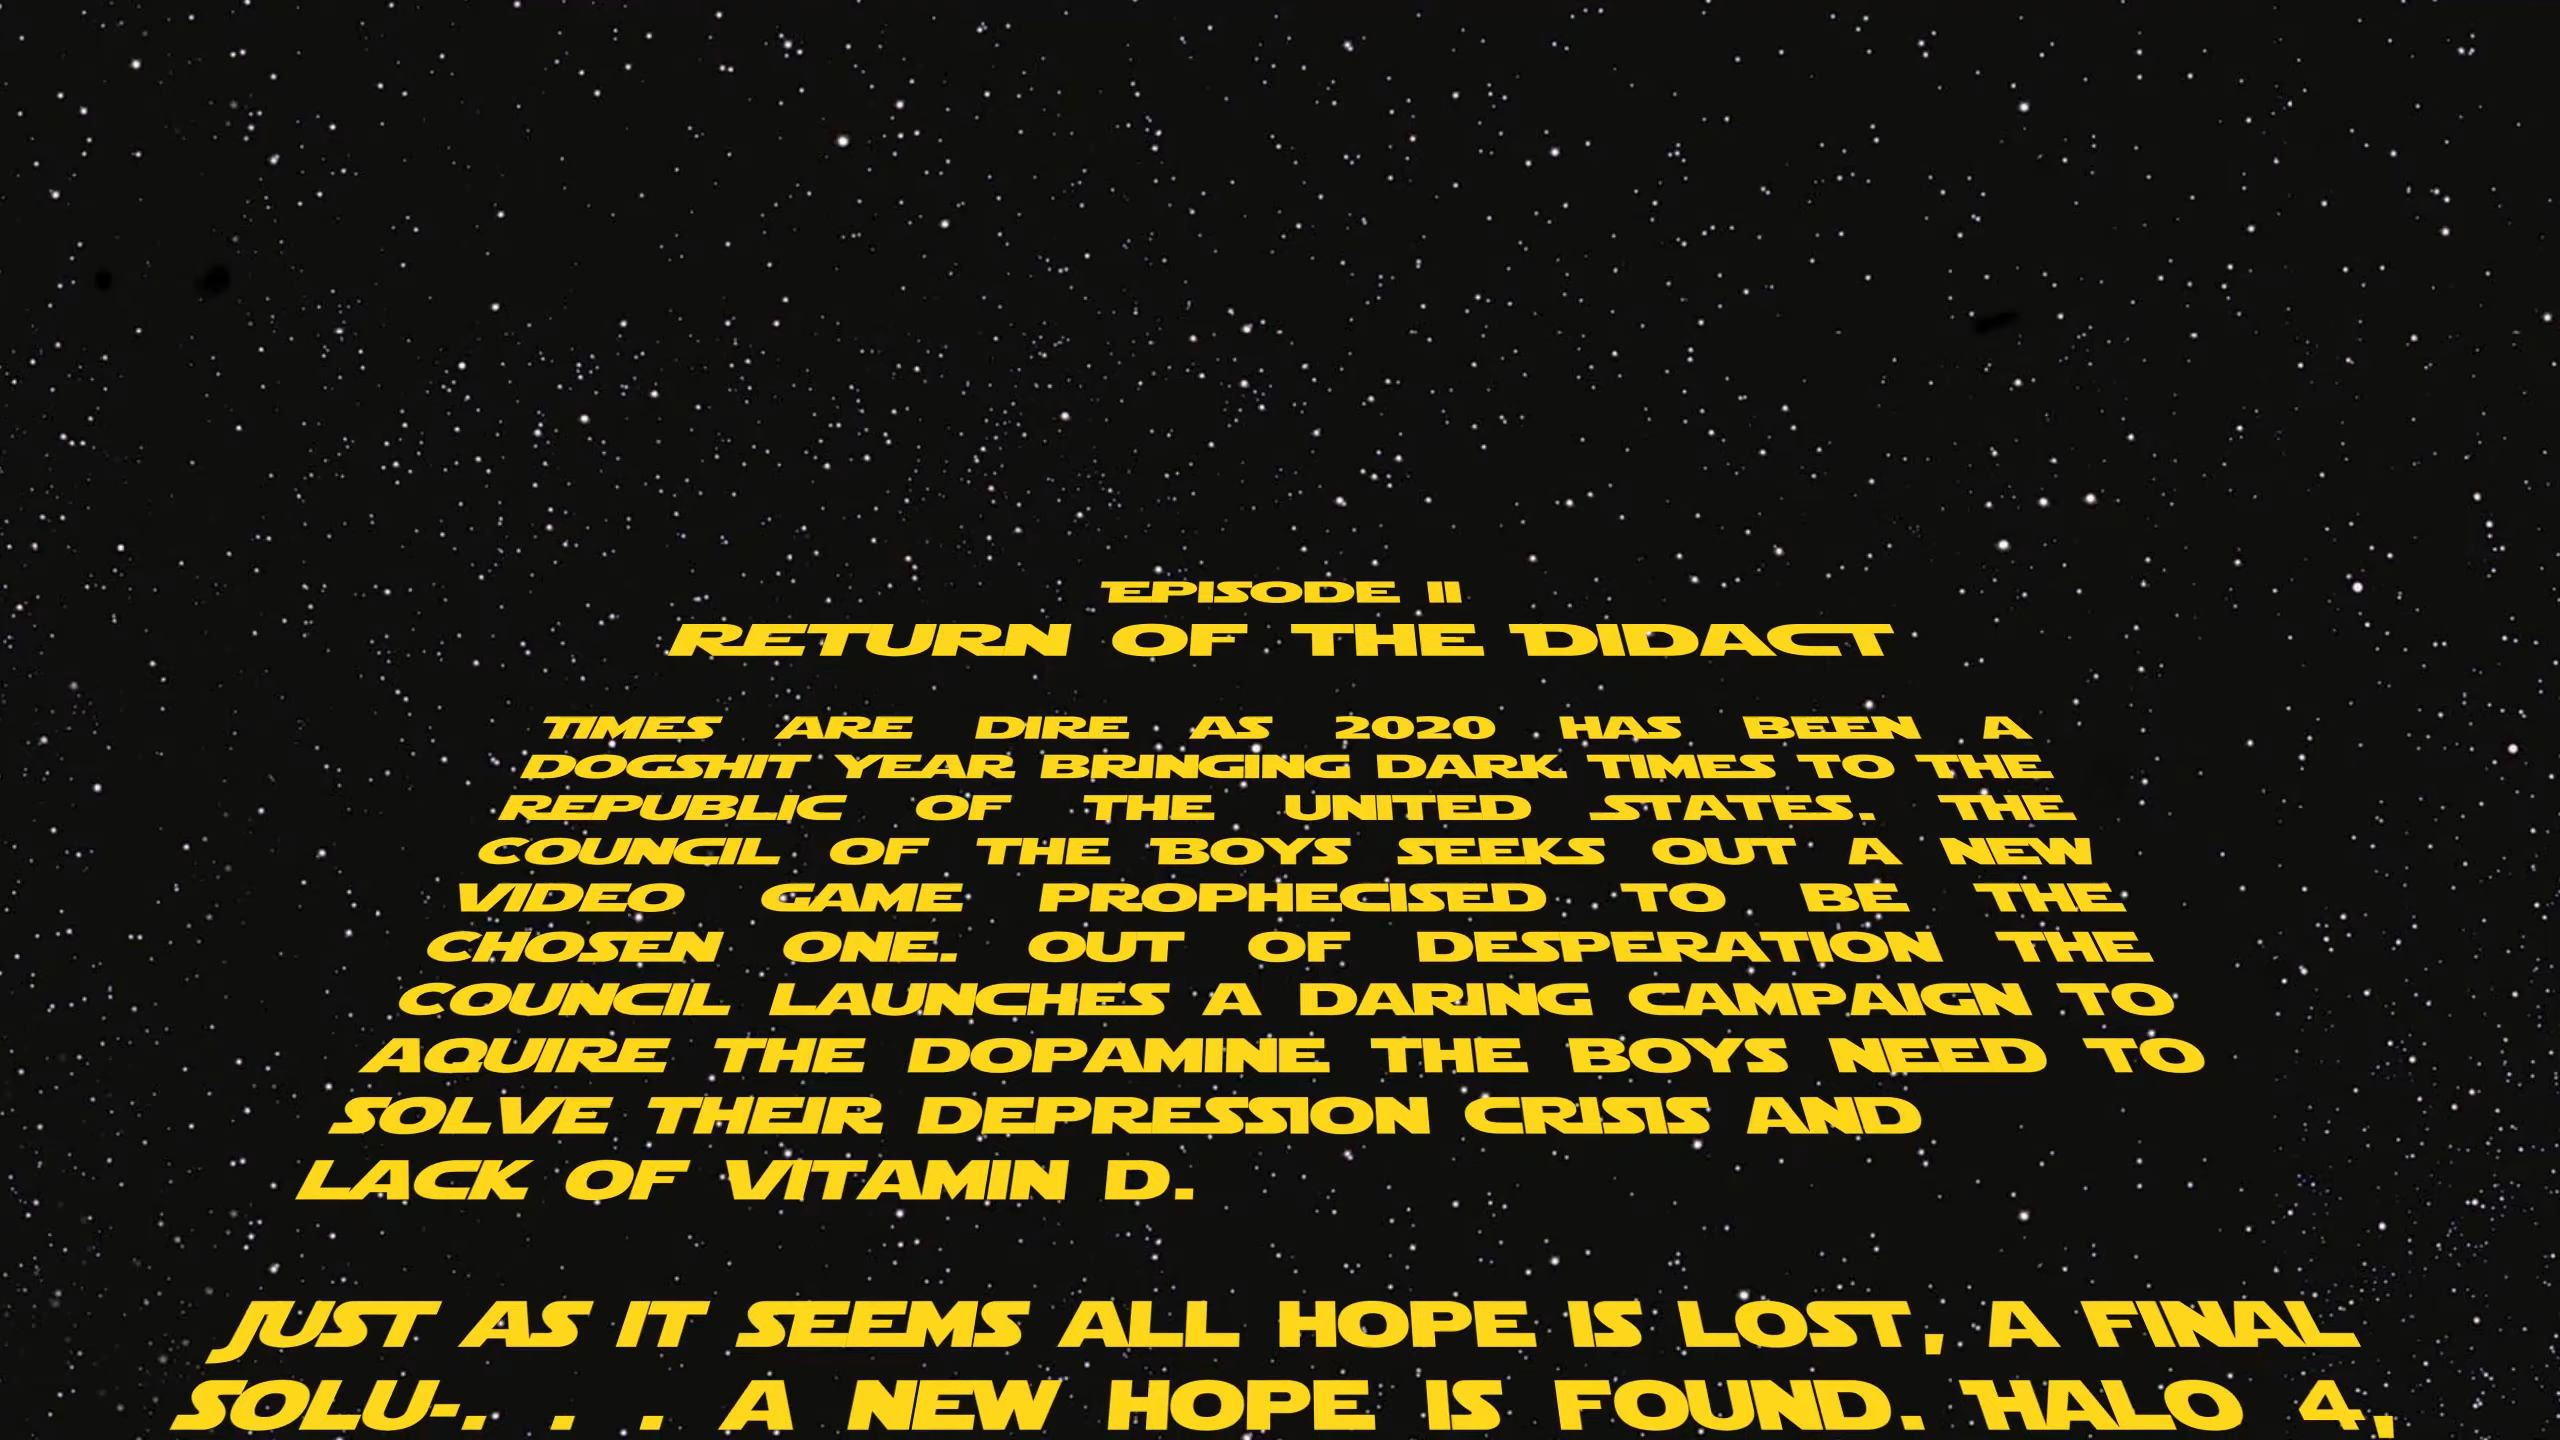 EPISODE II
RETURN OF THE DIDACT
TIMES ARE DIRE AS 2020 HAS BEEN A
DOGSHIT YEAR BRINGING DARK TIMES TO THE
REPUBLIC OF THE UNITED STATES. THE
COUNCIL OF THE BOYS SEEKS OUT A NEW
VIDEO GAME PROPHECISED TO BE THE
CHOSEN ONE. OUT OF DESPERATION THE
COUNCIL LAUNCHES A DARING CAMPAIGN TO
AQUIRE THE DOPAMINE THE BOYS NEED TO
SOLVE THEIR DEPRESSION CRISIS AND
LACK OF VITAMIN D.
JUST AS IT SEEMS ALL HOPE IS LOST, A FINAL
SOLU-. . . A NEW HOPE IS FOUND. HALO 4,